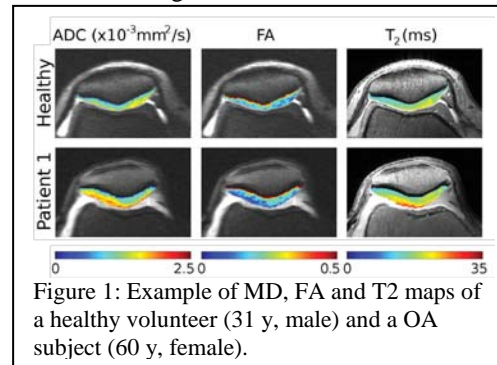 ADC (x10⁻³mm²/s) FA T₂(ms)
Healthy
Patient 1
0 2.5 0 0.5 0 35
Figure 1: Example of MD, FA and T2 maps of
a healthy volunteer (31 y, male) and a OA
subject (60 y, female).